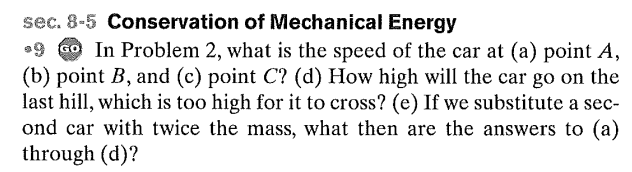 sec. 8-5 Conservation of Mechanical Energy
•9 GO In Problem 2, what is the speed of the car at (a) point A,
(b) point B, and (c) point C? (d) How high will the car go on the
last hill, which is too high for it to cross? (e) If we substitute a sec-
ond car with twice the mass, what then are the answers to (a)
through (d)?